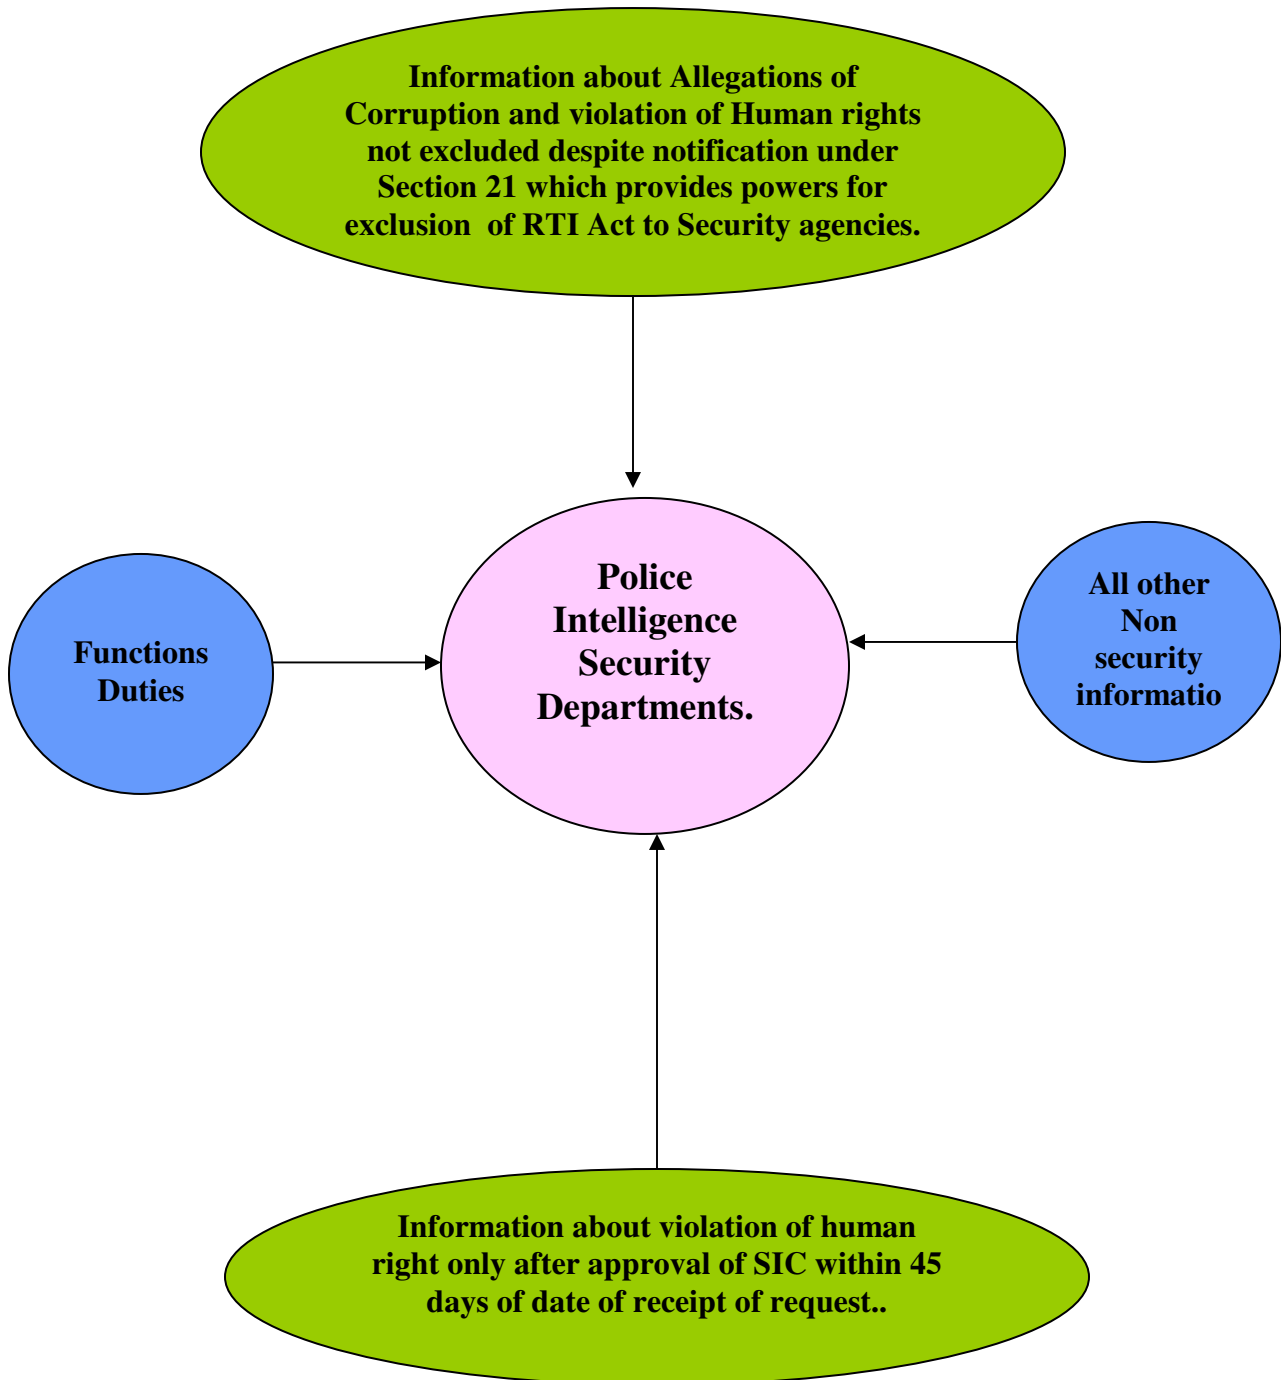 Information about Allegations of
Corruption and violation of Human rights
not excluded despite notification under
Section 21 which provides powers for
exclusion of RTI Act to Security agencies.
Functions
Duties
Police
Intelligence
Security
Departments.
All other
Non
security
informatio
Information about violation of human
right only after approval of SIC within 45
days of date of receipt of request..